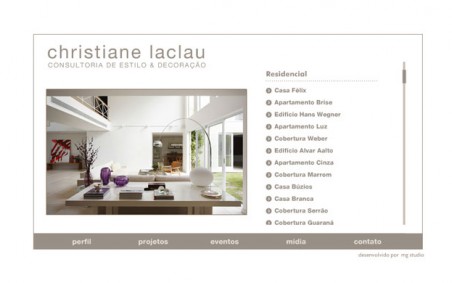 christiane laclau
CONSULTORIA DE ESTILO & DECORAÇÃO
Residencial
Casa Félix
Apartamento Brise
Edifício Hans Wegner
Apartamento Luz
Cobertura Weber
Edifício Alvar Aalto
Apartamento Cinza
Cobertura Marrom
Casa Búzios
Casa Branca
Cobertura Serrão
Cobertura Guaraná
perfil projetos eventos mídia contato
desenvolvido por mg studio